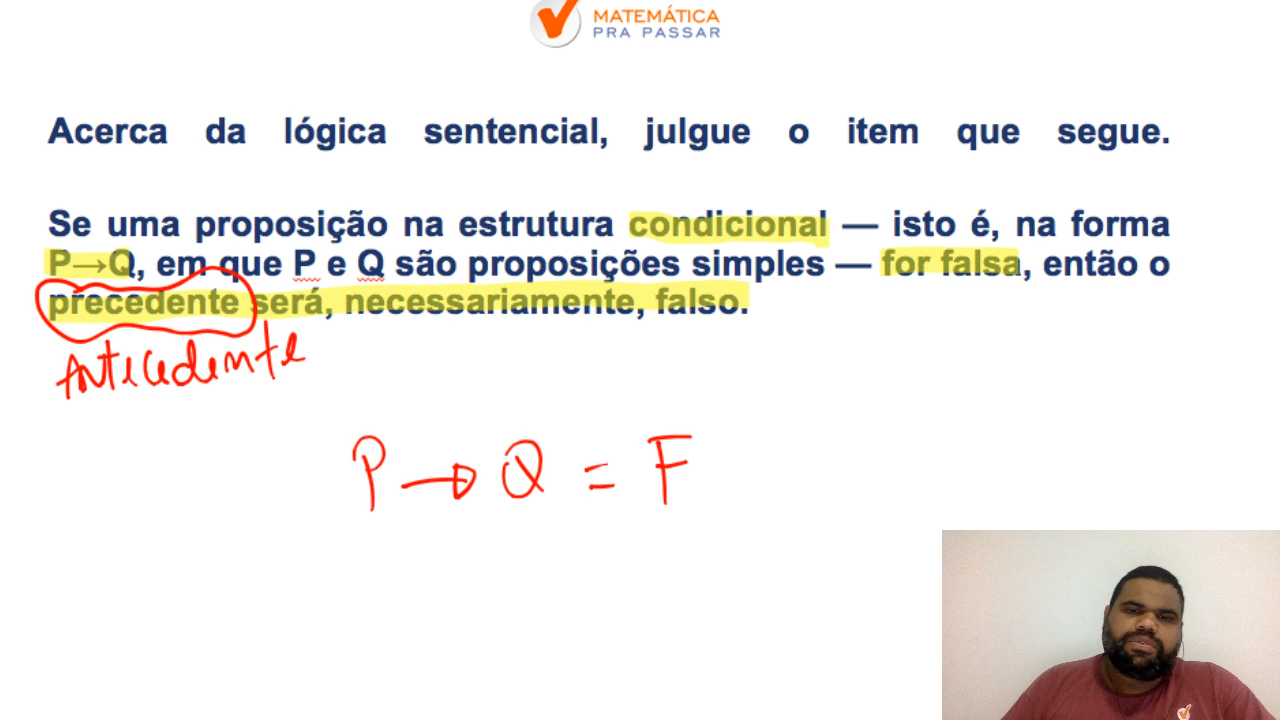 MATEMÁTICA
PRA PASSAR
Acerca da lógica sentencial, julgue o item que segue.
Se uma proposição na estrutura condicional — isto é, na forma
P→Q, em que P e Q são proposições simples — for falsa, então o
precedente será, necessariamente, falso.
Antecedente
P → Q = F